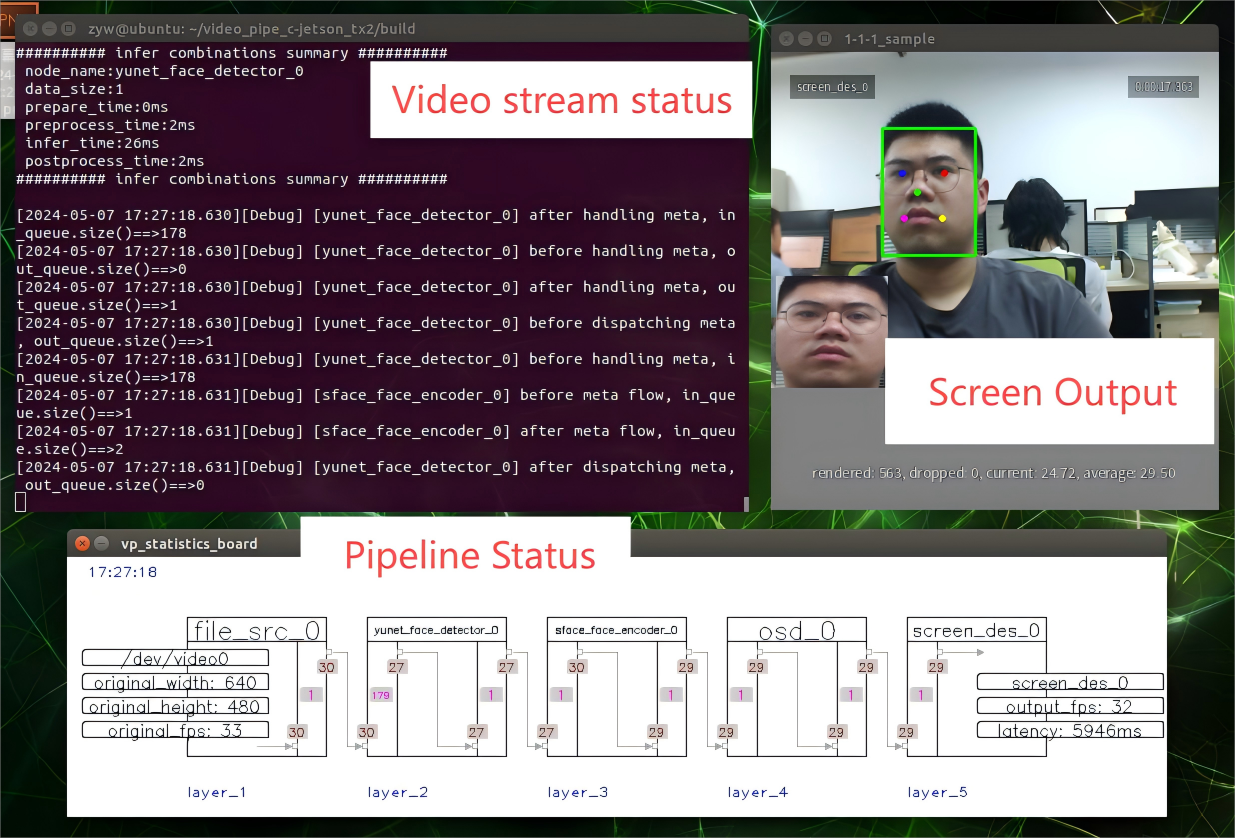 zyw@ubuntu: ~/video_pipe_c-jetson_tx2/build
########## infer combinations summary ##########
node_name:yunet_face_detector_0
data_size:1
prepare_time:0ms
preprocess_time:2ms
infer_time:26ms
postprocess_time:2ms
########## infer combinations summary ##########
Video stream status
[2024-05-07 17:27:18.630][Debug] [yunet_face_detector_0] after handling meta, in
_queue.size()==>178
[2024-05-07 17:27:18.630][Debug] [yunet_face_detector_0] before handling meta, o
ut_queue.size()==>0
[2024-05-07 17:27:18.630][Debug] [yunet_face_detector_0] after handling meta, ou
t_queue.size()==>1
[2024-05-07 17:27:18.630][Debug] [yunet_face_detector_0] before dispatching meta
, out_queue.size()==>1
[2024-05-07 17:27:18.631][Debug] [yunet_face_detector_0] before handling meta, i
n_queue.size()==>178
[2024-05-07 17:27:18.631][Debug] [sface_face_encoder_0] before meta flow, in_que
ue.size()==>1
[2024-05-07 17:27:18.631][Debug] [sface_face_encoder_0] after meta flow, in_queu
e.size()==>2
[2024-05-07 17:27:18.631][Debug] [yunet_face_detector_0] after dispatching meta,
out_queue.size()==>0
1-1-1_sample
screen_des_0
Screen Output
rendered: 563, dropped: 0, current: 24.72, average: 29.50
vp_statistics_board
Pipeline Status
17:27:18
file_src_0
/dev/video0
original_width: 640
original_height: 480
original_fps: 33
30
1
30
layer_1
yunet_face_detector_0
27
27
179
1
30
27
layer_2
sface_face_encoder_0
30
29
1
1
27
29
layer_3
osd_0
29
29
1
1
29
29
layer_4
screen_des_0
29
1
29
screen_des_0
output_fps: 32
latency: 5946ms
layer_5